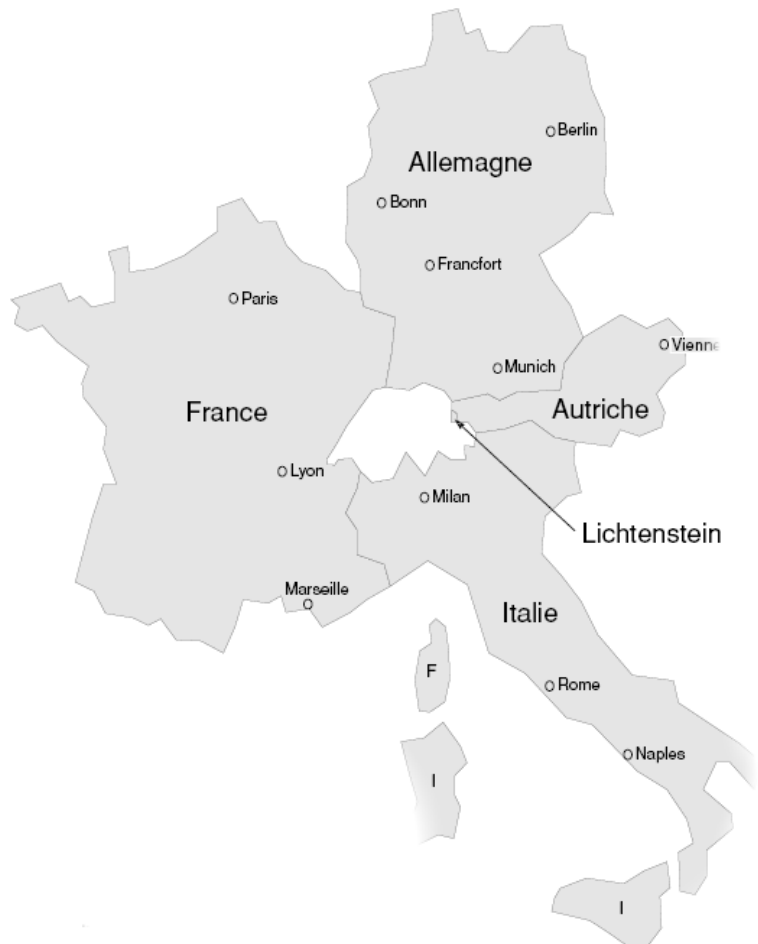 Berlin
Allemagne
Bonn
Francfort
Paris
Vienne
Munich
France
Autriche
Lyon
Milan
Lichtenstein
Marseille
Italie
F
Rome
Naples
I
I